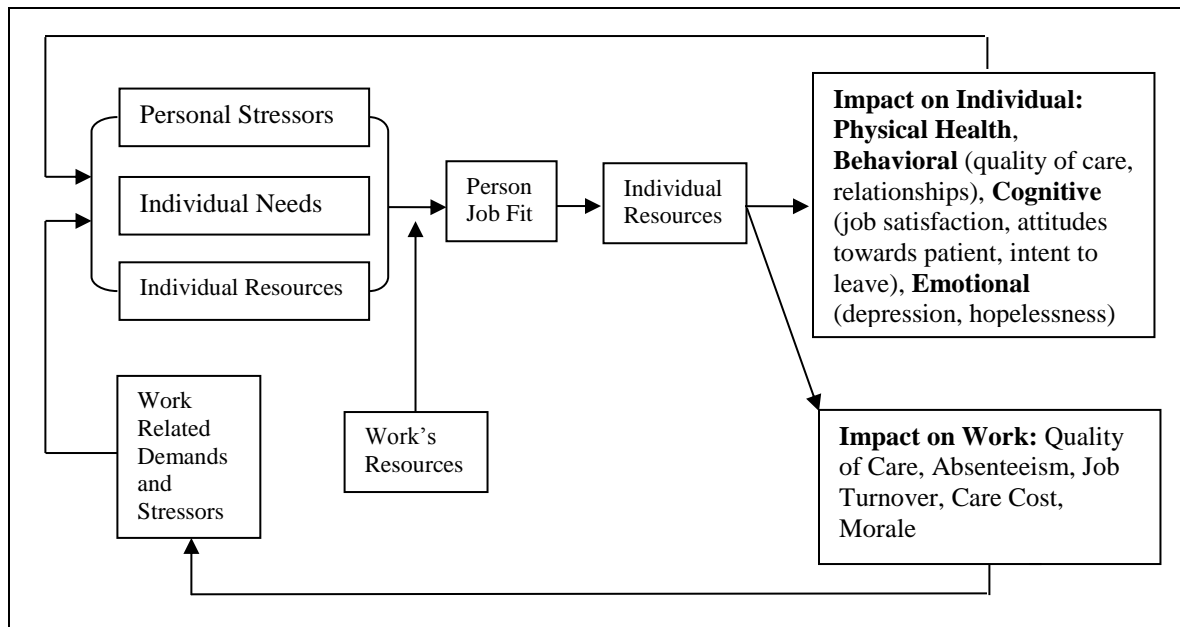 Personal Stressors
Individual Needs
Individual Resources
Work
Related
Demands
and
Stressors
Work's
Resources
Person
Job Fit
Individual
Resources
Impact on Individual:
Physical Health,
Behavioral (quality of care,
relationships), Cognitive
(job satisfaction, attitudes
towards patient, intent to
leave), Emotional
(depression, hopelessness)
Impact on Work: Quality
of Care, Absenteeism, Job
Turnover, Care Cost,
Morale